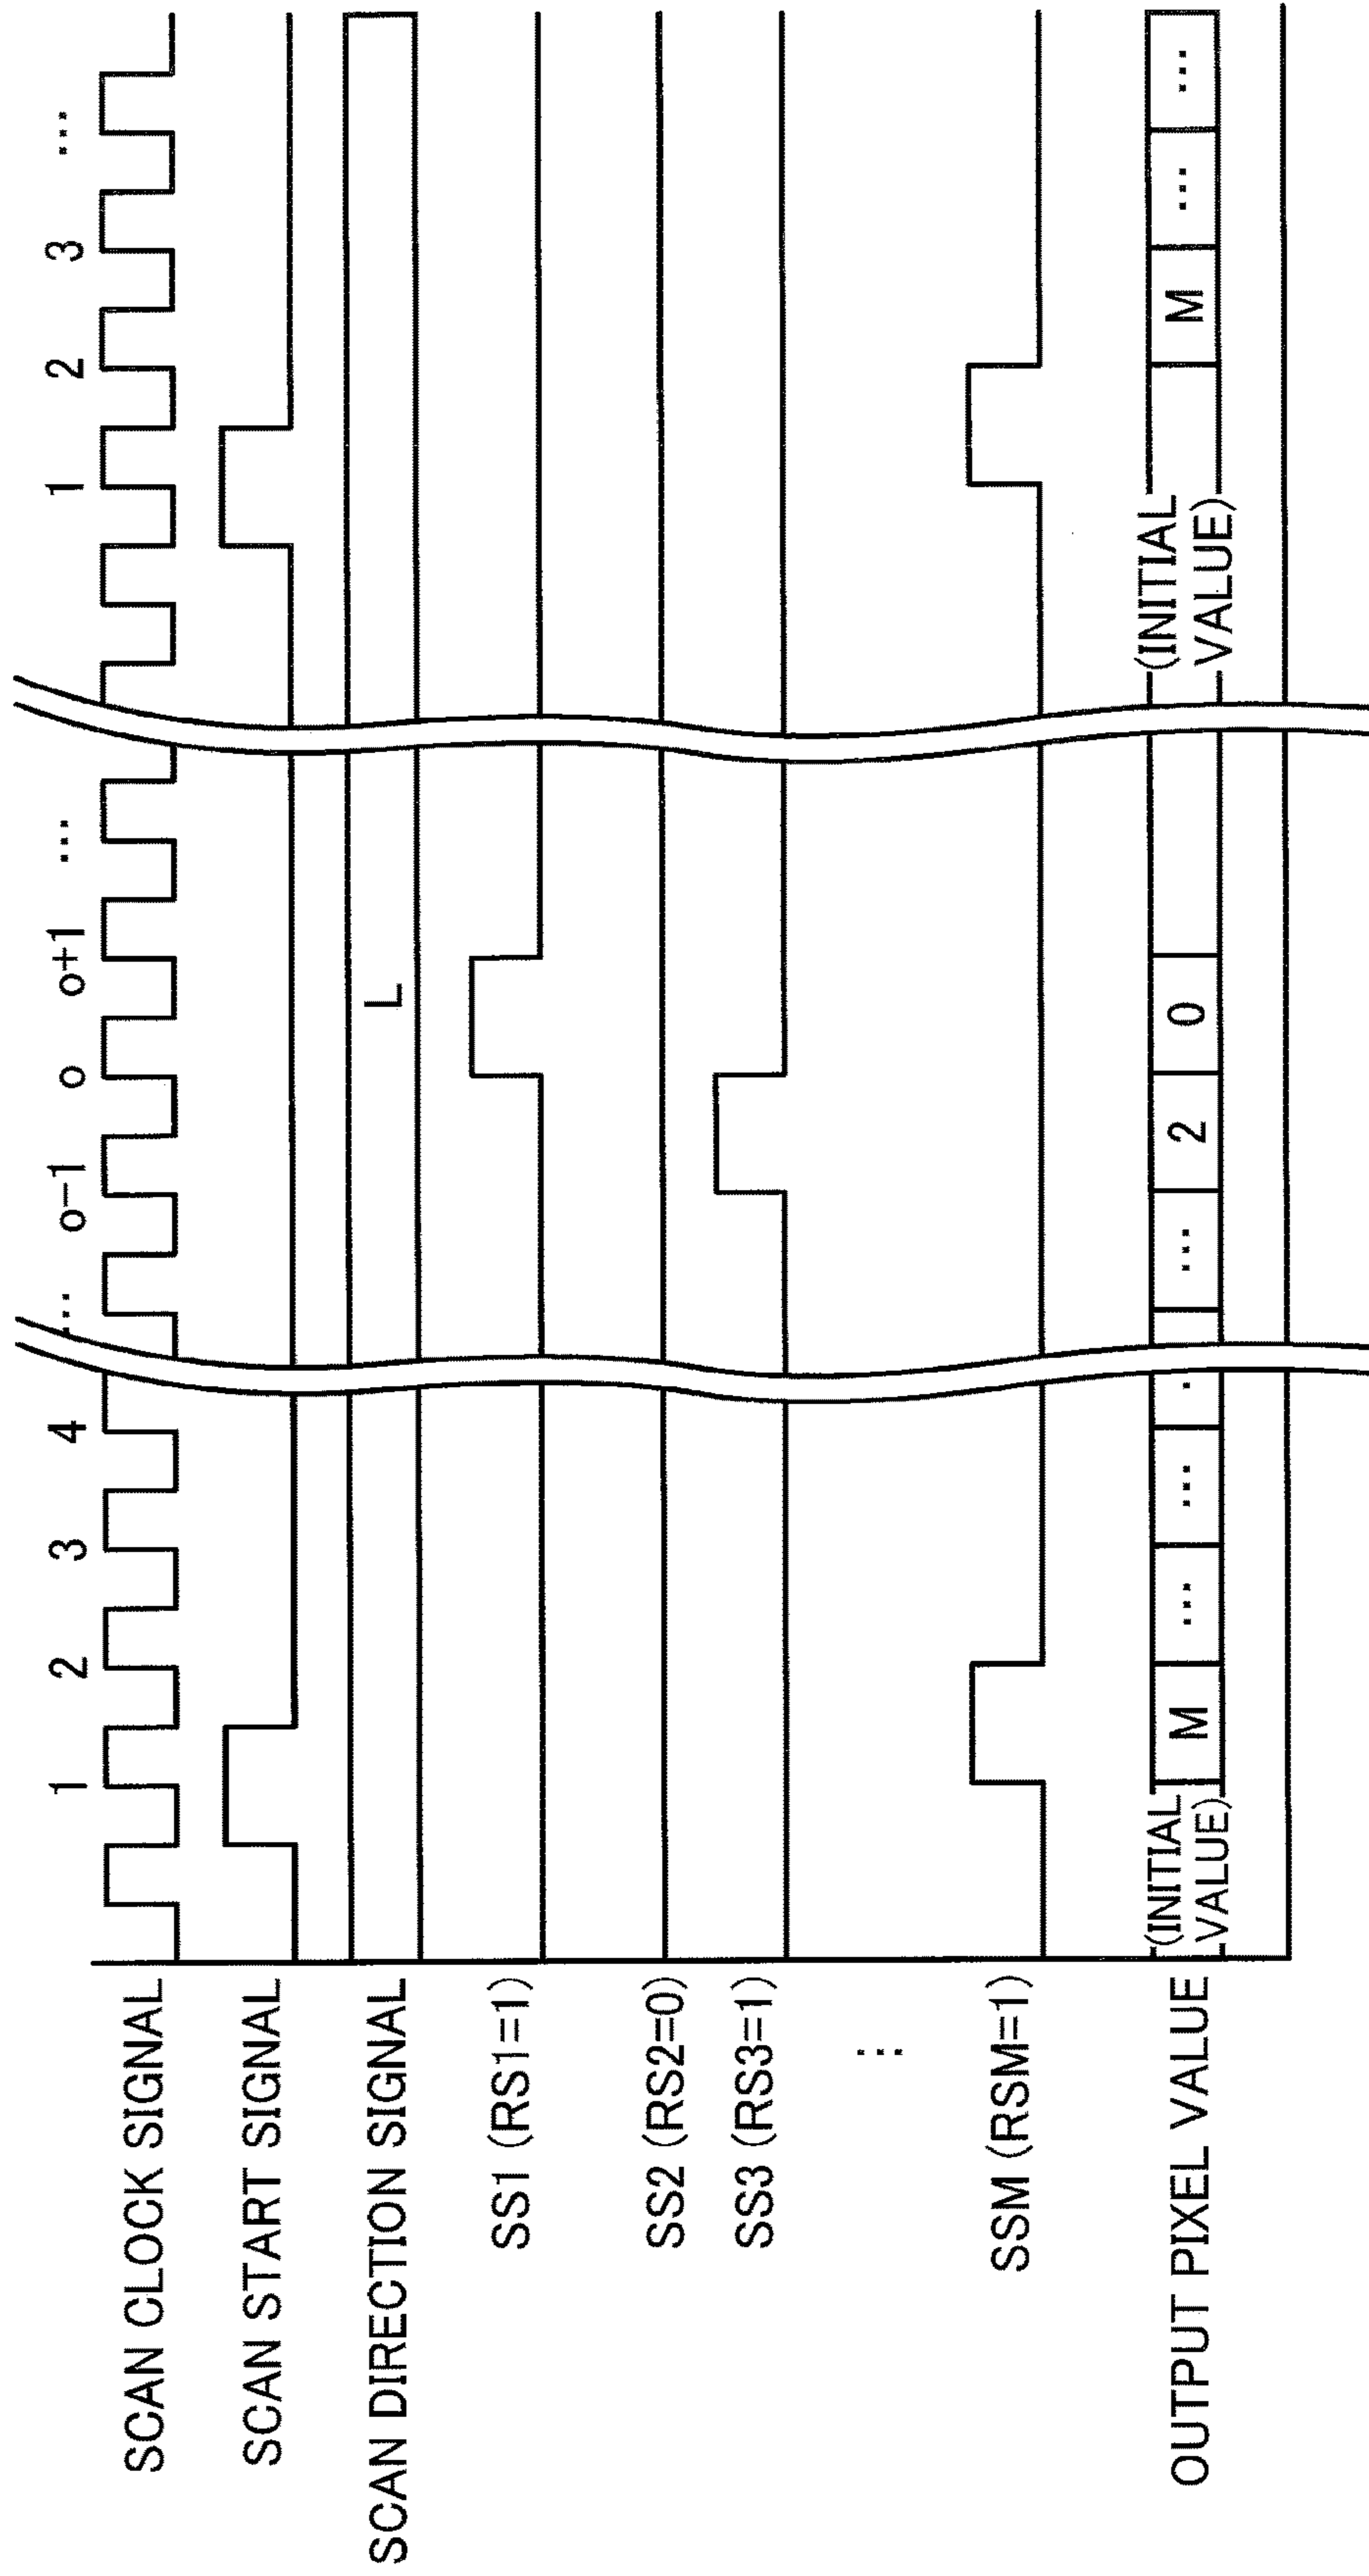 1 2 3 4 ... o-1 o o+1 ... 1 2 3 ...
SCAN CLOCK SIGNAL
SCAN START SIGNAL
SCAN DIRECTION SIGNAL L
SS1 (RS1=1)
SS2 (RS2=0)
SS3 (RS3=1)
...
SSM (RSM=1)
OUTPUT PIXEL VALUE
(INITIAL
VALUE)
M ... ... . ... 2 0
(INITIAL
VALUE)
M ... ...